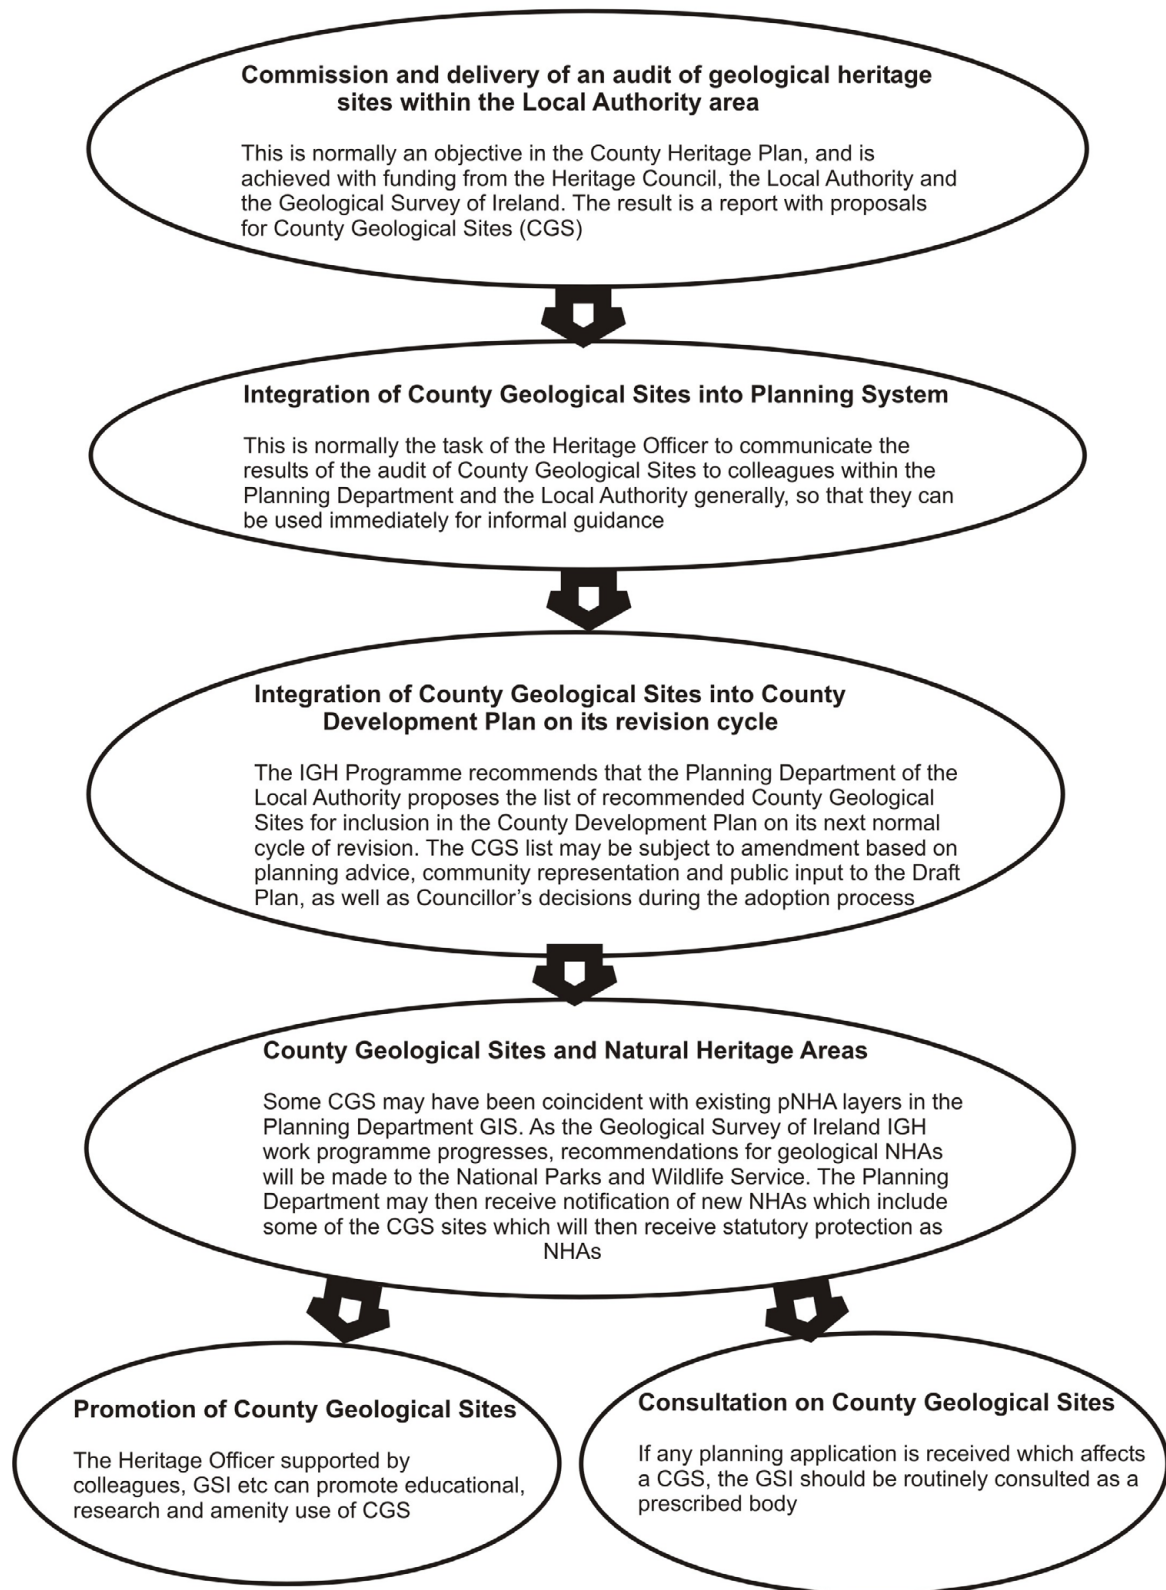 Commission and delivery of an audit of geological heritage
sites within the Local Authority area
This is normally an objective in the County Heritage Plan, and is
achieved with funding from the Heritage Council, the Local Authority and
the Geological Survey of Ireland. The result is a report with proposals
for County Geological Sites (CGS)
Integration of County Geological Sites into Planning System
This is normally the task of the Heritage Officer to communicate the
results of the audit of County Geological Sites to colleagues within the
Planning Department and the Local Authority generally, so that they can
be used immediately for informal guidance
Integration of County Geological Sites into County
Development Plan on its revision cycle
The IGH Programme recommends that the Planning Department of the
Local Authority proposes the list of recommended County Geological
Sites for inclusion in the County Development Plan on its next normal
cycle of revision. The CGS list may be subject to amendment based on
planning advice, community representation and public input to the Draft
Plan, as well as Councillor's decisions during the adoption process
County Geological Sites and Natural Heritage Areas
Some CGS may have been coincident with existing pNHA layers in the
Planning Department GIS. As the Geological Survey of Ireland IGH
work programme progresses, recommendations for geological NHAs
will be made to the National Parks and Wildlife Service. The Planning
Department may then receive notification of new NHAs which include
some of the CGS sites which will then receive statutory protection as
NHAs
Promotion of County Geological Sites
The Heritage Officer supported by
colleagues, GSI etc can promote educational,
research and amenity use of CGS
Consultation on County Geological Sites
If any planning application is received which affects
a CGS, the GSI should be routinely consulted as a
prescribed body